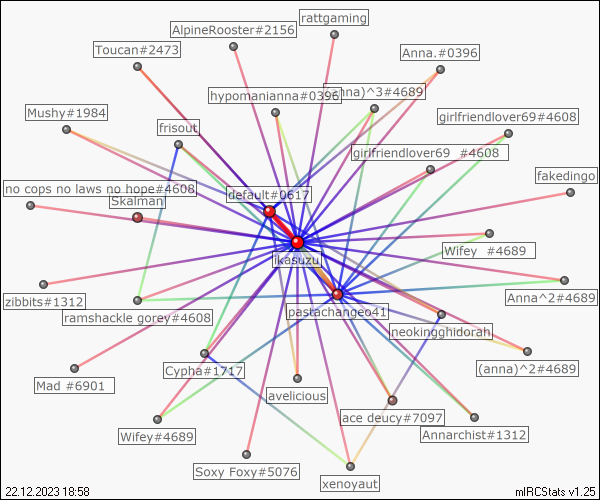 rattgaming
AlpineRooster#2156
Toucan#2473
Anna.#0396
hypomanianna#0396
nna)^3#4689
Mushy#1984
girlfriendlover69#4608
frisout
girlfriendlover69 #4608
fakedingo
no cops no laws no hope#4608
default#0617
Skalman
Wifey #4689
ikasuzu
zibbits#1312
Anna^2#4689
pastachangeo41
ramshackle gorey#4608
neokingghidorah
Cypha#1717
(anna)^2#4689
Mad #6901
avelicious
ace deucy#7097
Wifey#4689
Annarchist#1312
Soxy Foxy#5076
xenoyaut
22.12.2023 18:58
mIRCStats v1.25